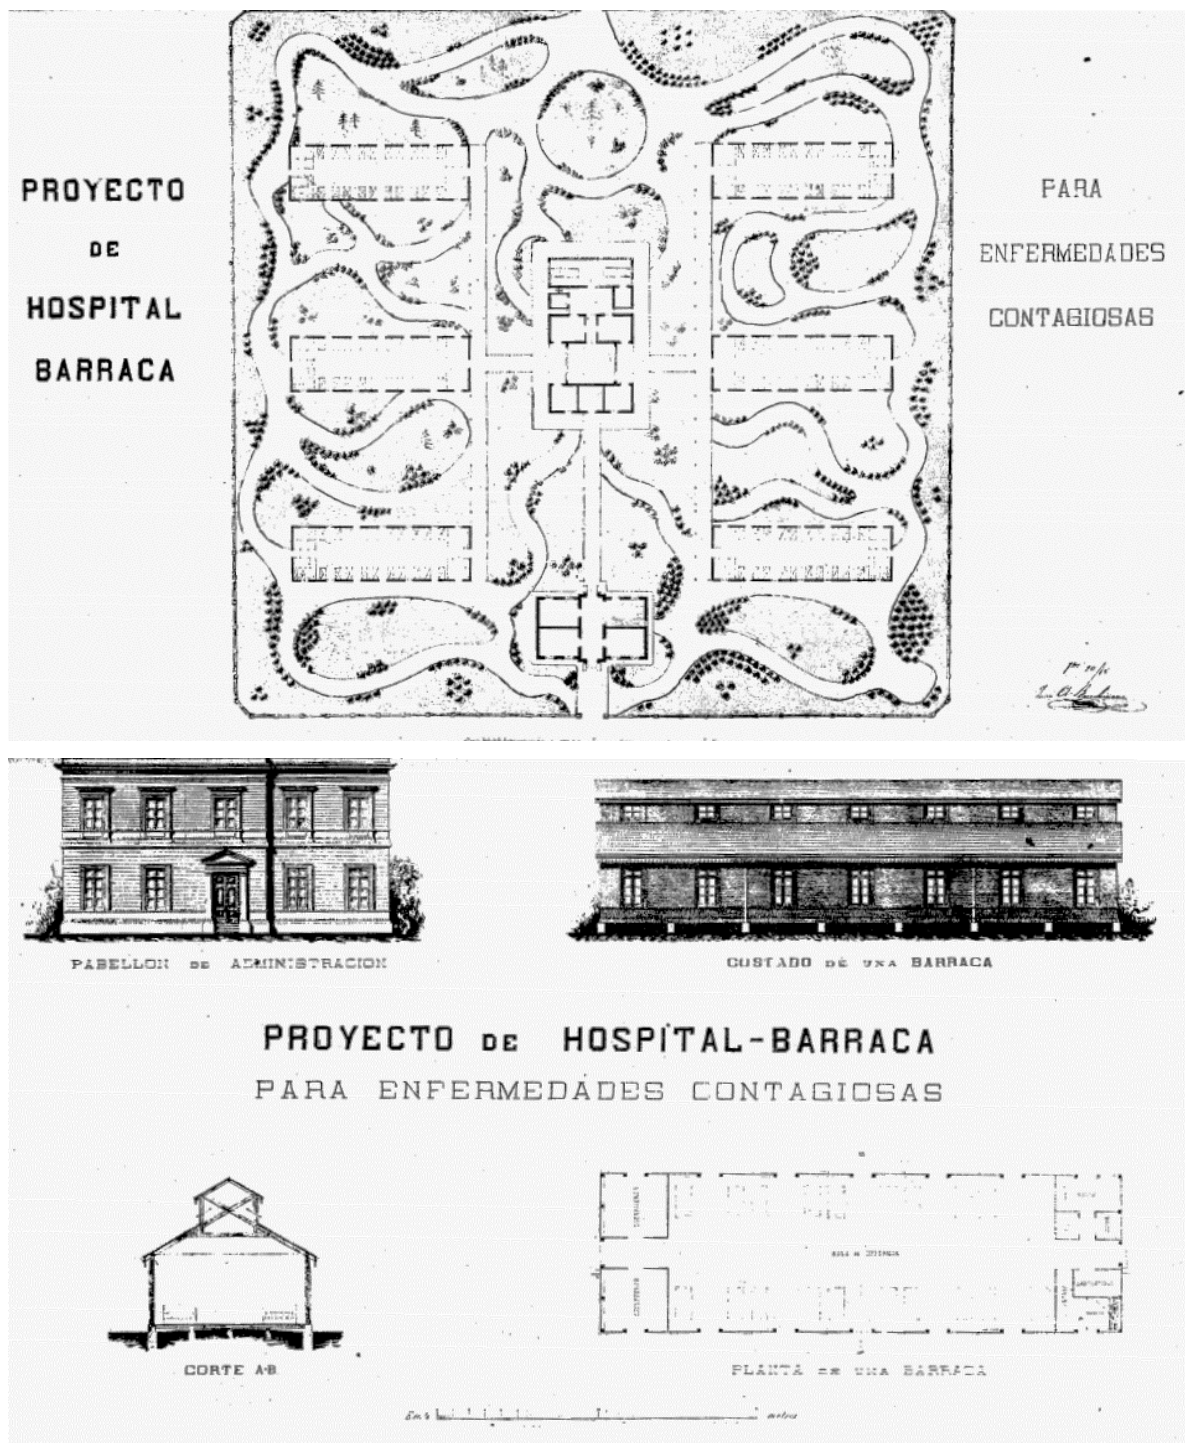 PROYECTO
DE
HOSPITAL
BARRACA
PARA
ENFERMEDADES
CONTAGIOSAS
PABELLON DE ADMINISTRACION
COSTADO DE UNA BARRACA
PROYECTO DE HOSPITAL-BARRACA
PARA ENFERMEDADES CONTAGIOSAS
CORTE A-B
PLANTA DE UNA BARRACA
metros